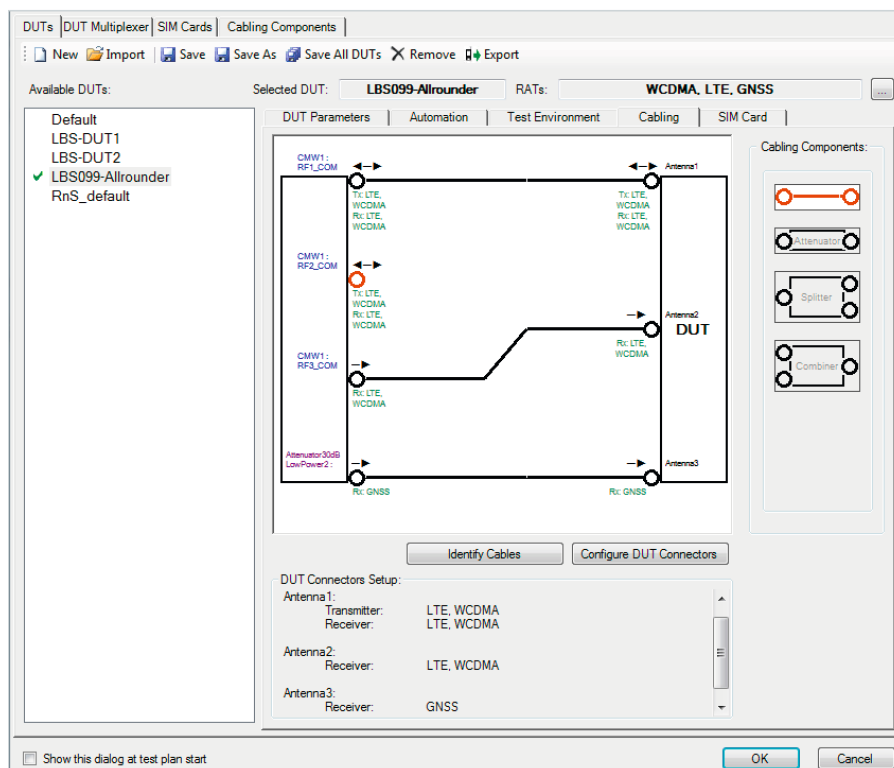 DUTs DUT Multiplexer SIM Cards Cabling Components
New Import Save Save As Save All DUTs Remove Export
Available DUTs:
Default
LBS-DUT1
LBS-DUT2
LBS099-Allrounder
RnS_default
Selected DUT: LBS099-Allrounder RATs: WCDMA, LTE, GNSS ...
DUT Parameters Automation Test Environment Cabling SIM Card
CMW1:
RF1_COM
Tx: LTE,
WCDMA
Rx: LTE,
WCDMA
Antenna1
Tx: LTE,
WCDMA
Rx: LTE,
WCDMA
CMW1:
RF2_COM
Tx: LTE,
WCDMA
Rx: LTE,
WCDMA
Antenna2
DUT
Rx: LTE,
WCDMA
CMW1:
RF3_COM
Rx: LTE,
WCDMA
Attenuator30dB
LowPower2:
Rx: GNSS
Antenna3
Rx: GNSS
Cabling Components:
Attenuator
Splitter
Combiner
Identify Cables Configure DUT Connectors
DUT Connectors Setup:
Antenna1:
Transmitter: LTE, WCDMA
Receiver: LTE, WCDMA
Antenna2:
Receiver: LTE, WCDMA
Antenna3:
Receiver: GNSS
Show this dialog at test plan start
OK Cancel